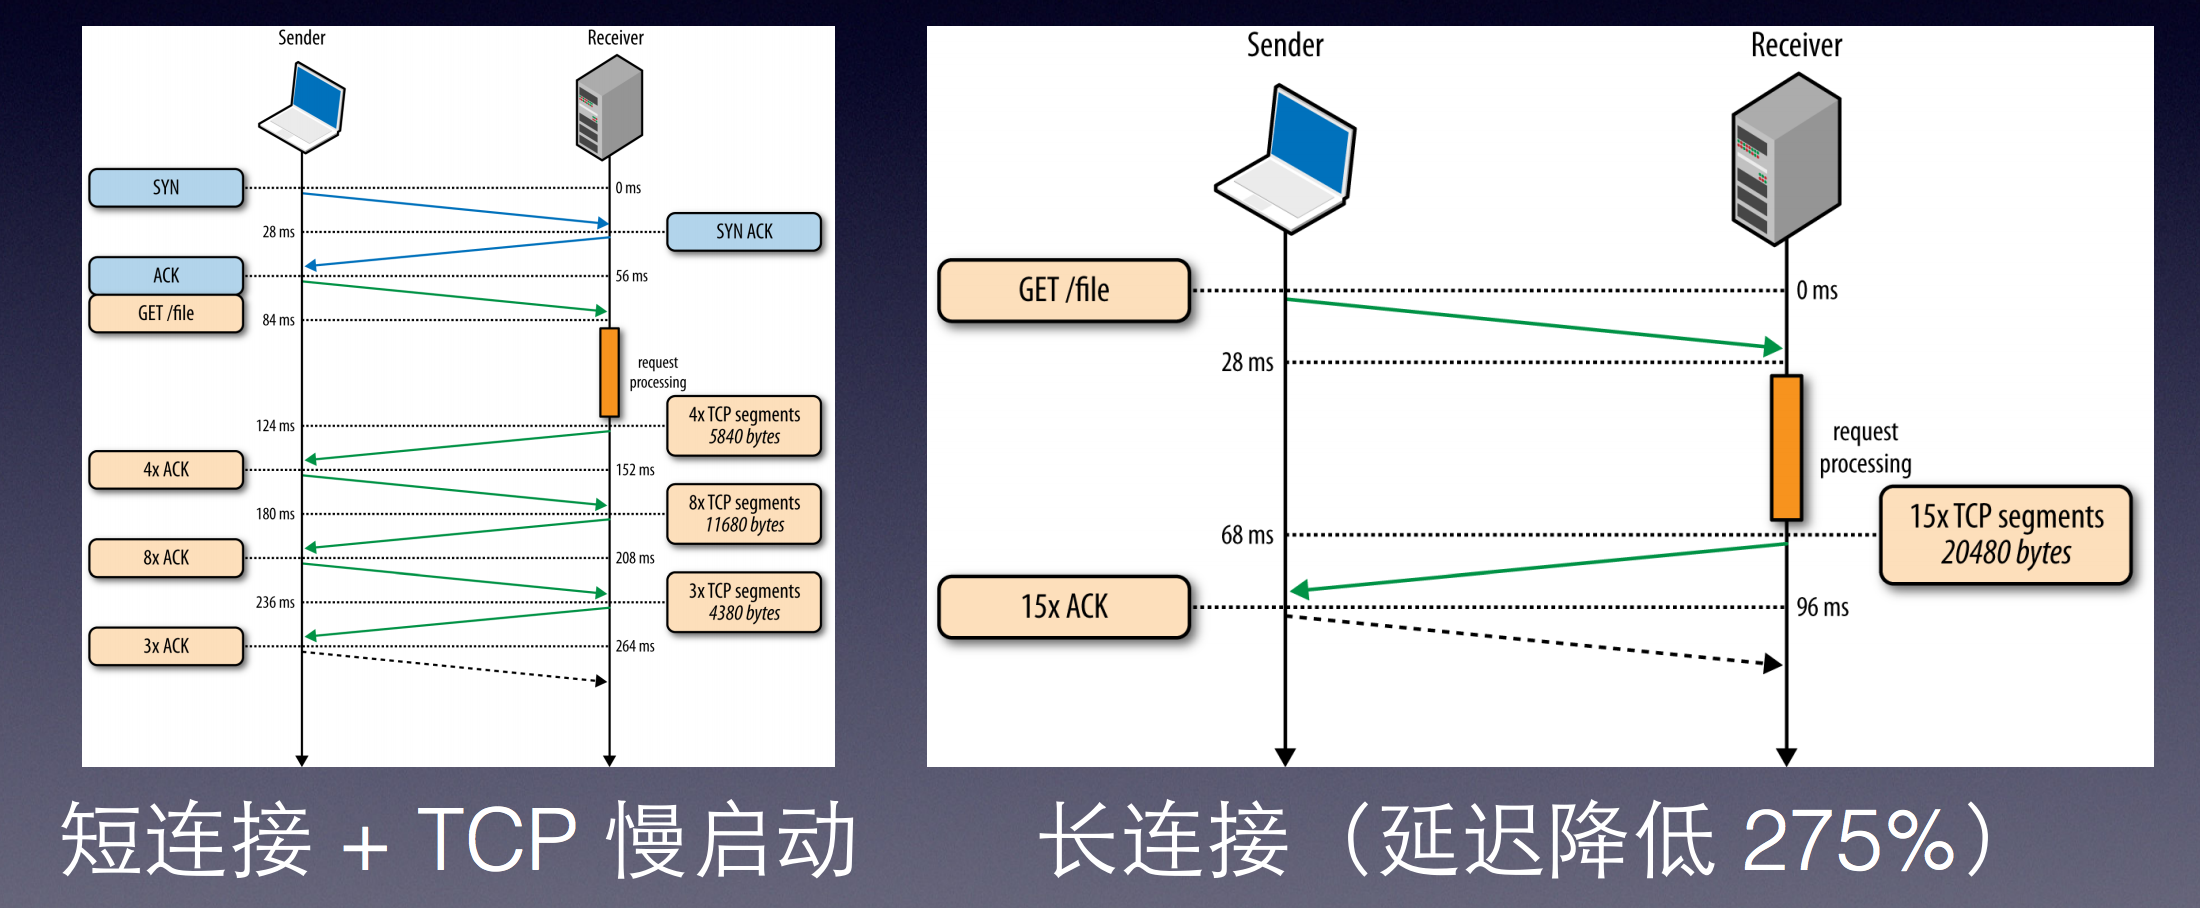 Sender
Receiver
SYN
0 ms
28 ms
SYN ACK
ACK
56 ms
GET /file
84 ms
request
processing
4x TCP segments
5840 bytes
124 ms
4x ACK
152 ms
8x TCP segments
11680 bytes
180 ms
8x ACK
208 ms
3x TCP segments
4380 bytes
236 ms
3x ACK
264 ms
短连接 + TCP 慢启动
Sender
Receiver
GET /file
0 ms
28 ms
request
processing
15x TCP segments
20480 bytes
68 ms
15x ACK
96 ms
长连接（延迟降低 275%）